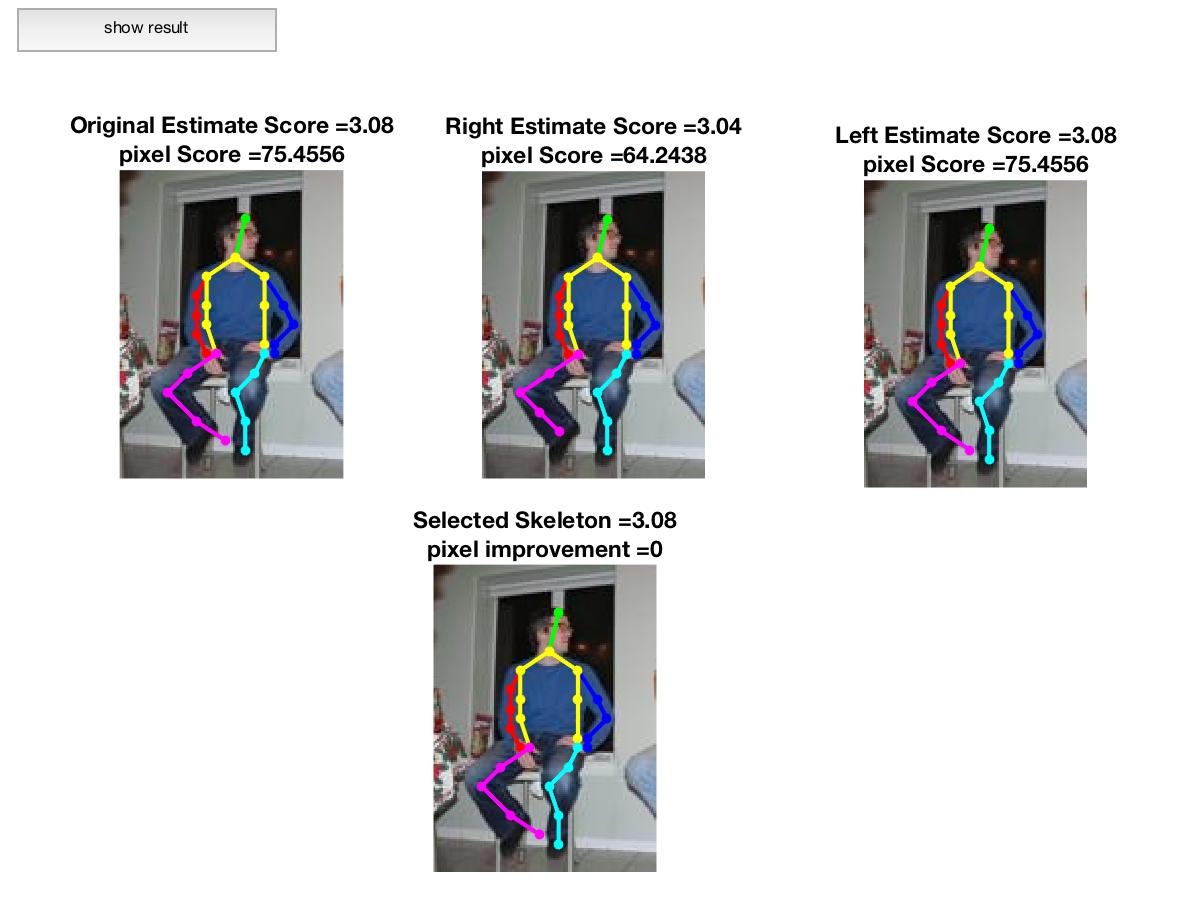 show result
Original Estimate Score =3.08
pixel Score =75.4556
Right Estimate Score =3.04
pixel Score =64.2438
Left Estimate Score =3.08
pixel Score =75.4556
Selected Skeleton =3.08
pixel improvement =0